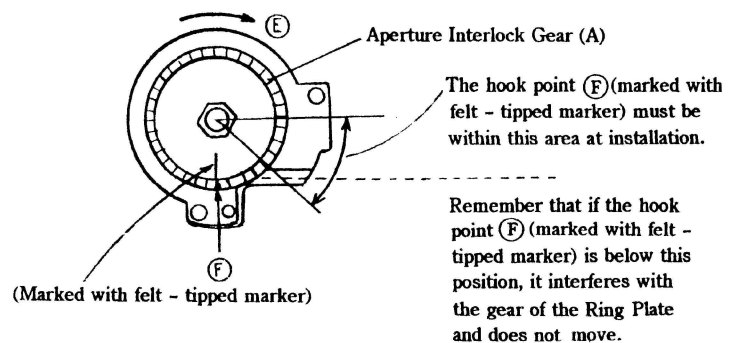 Ⓔ
Aperture Interlock Gear (A)
The hook point Ⓕ (marked with
felt - tipped marker) must be
within this area at installation.
Remember that if the hook
point Ⓕ (marked with felt -
tipped marker) is below this
position, it interferes with
the gear of the Ring Plate
and does not move.
Ⓕ
(Marked with felt - tipped marker)